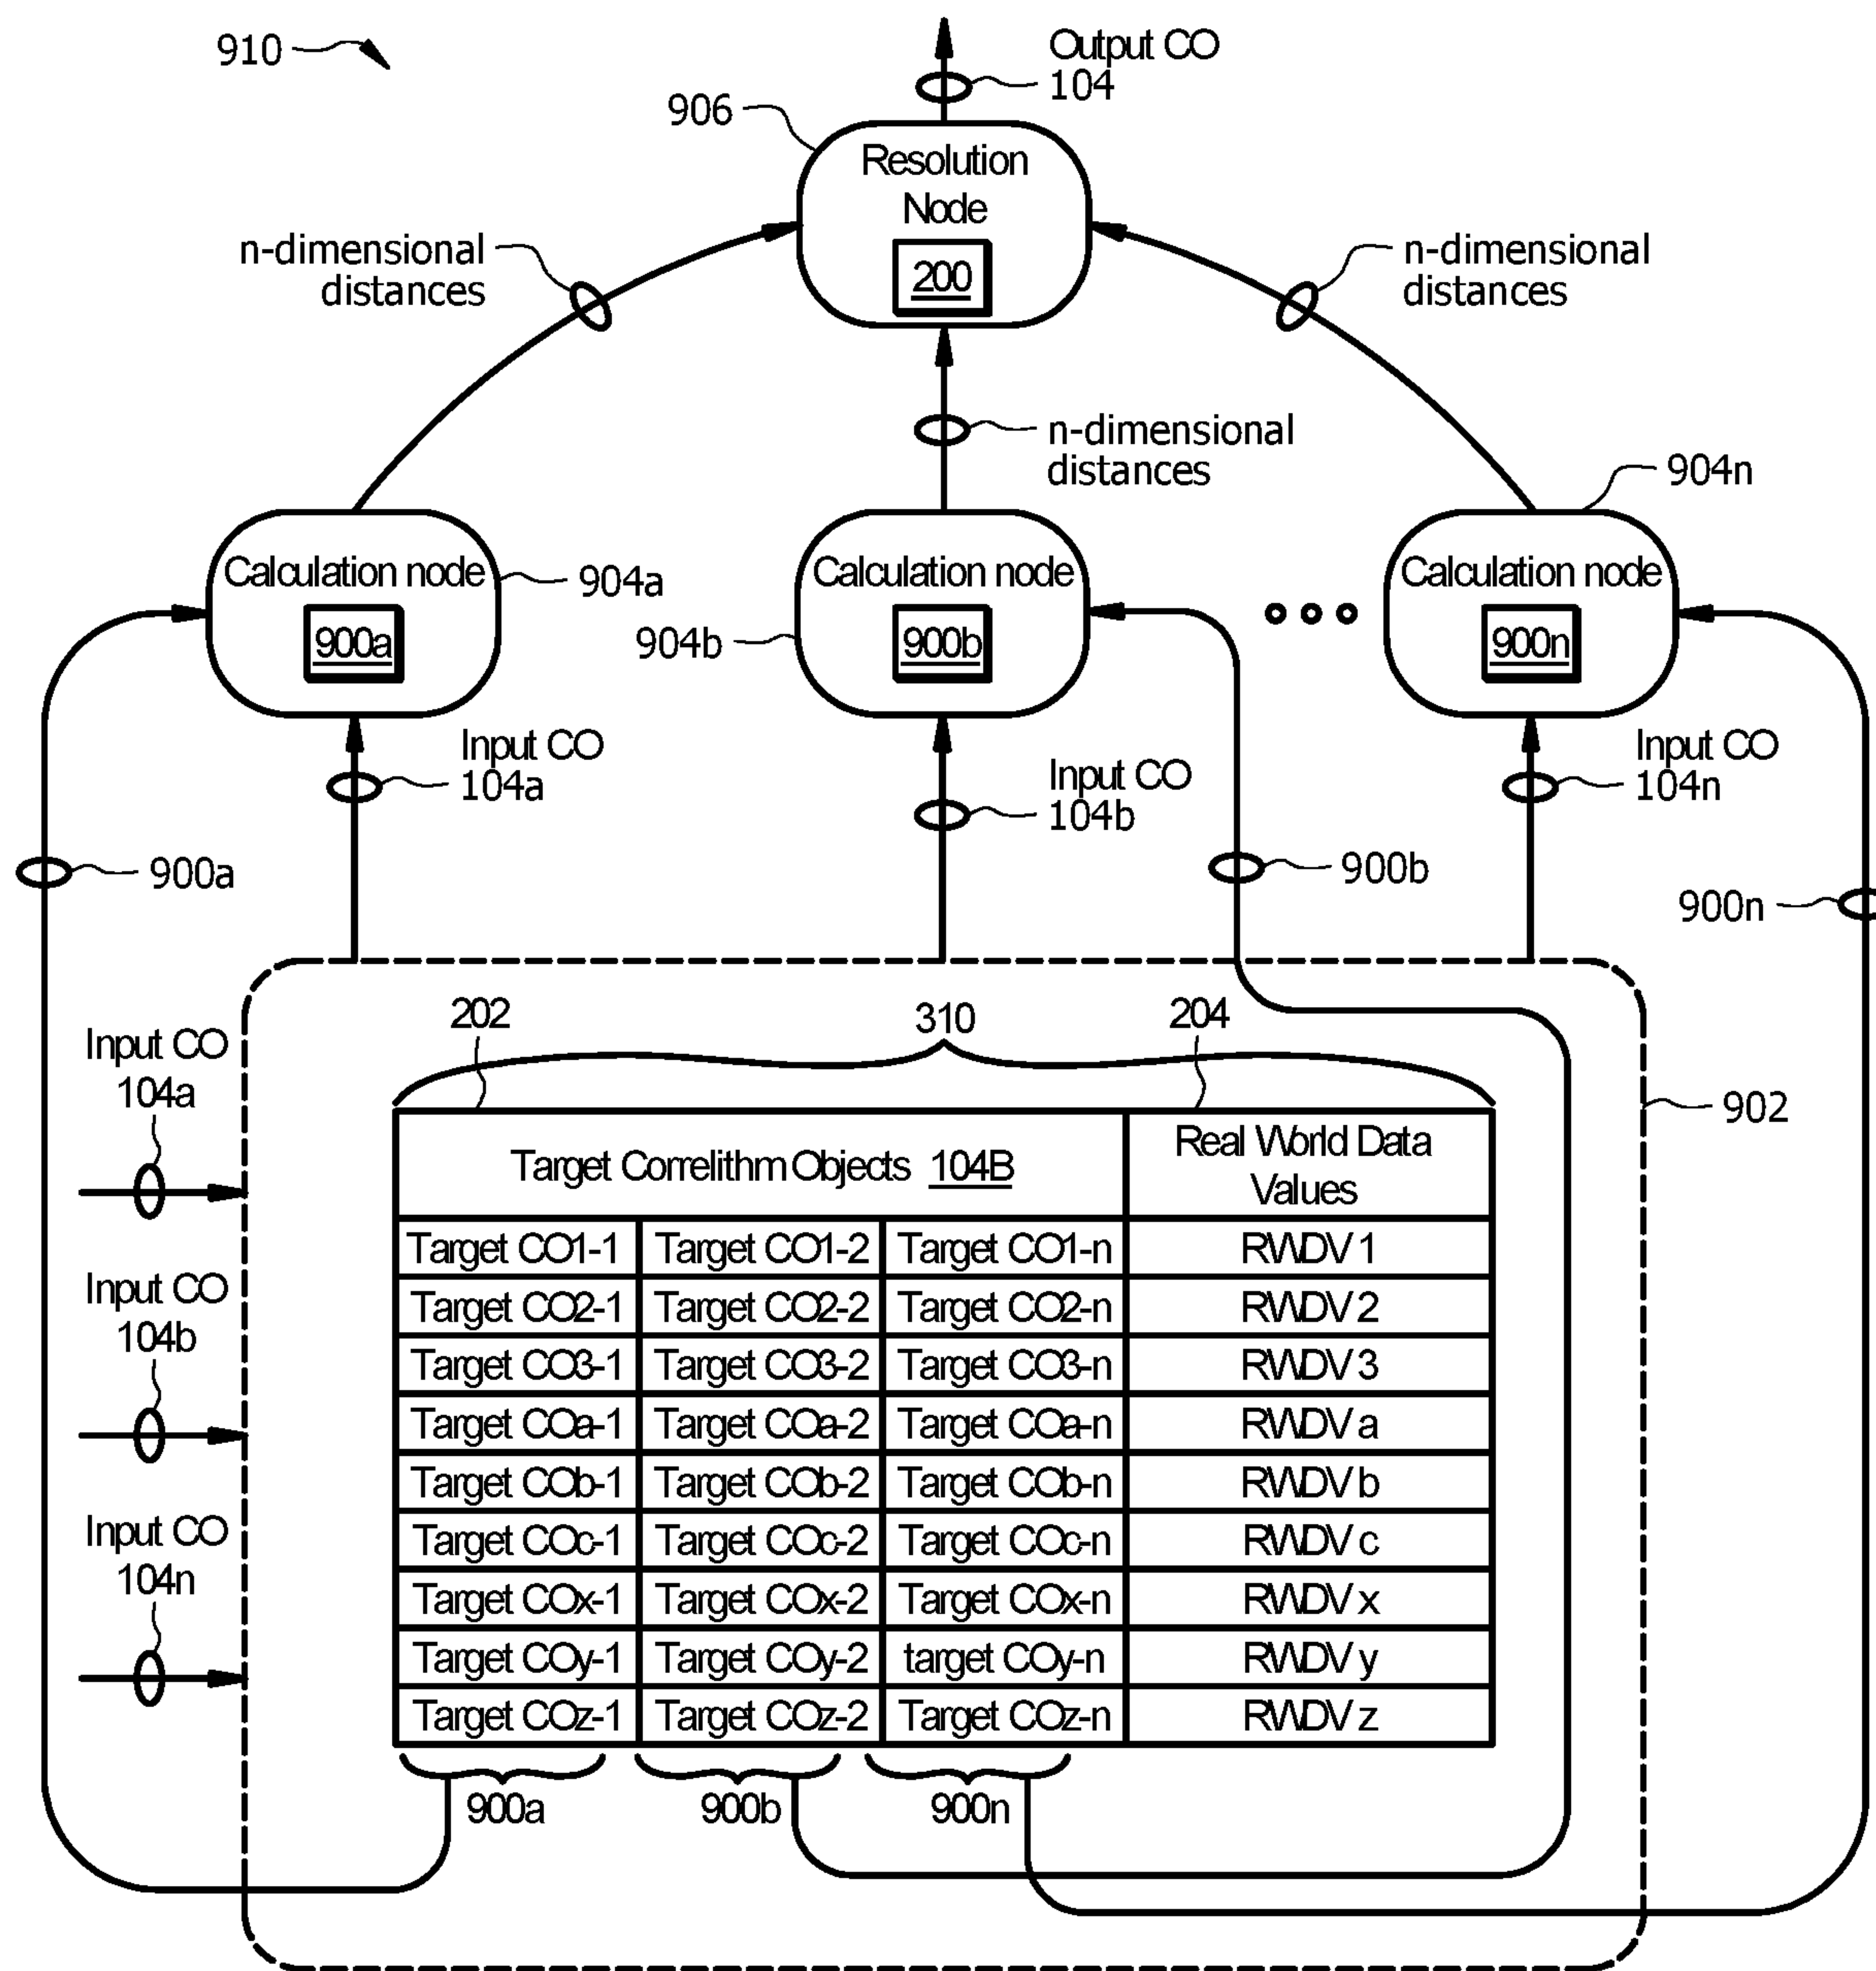 910
Output CO
104
906
Resolution
Node
200
n-dimensional
distances
n-dimensional
distances
n-dimensional
distances
904n
Calculation node
900a
904a
Calculation node
900b
904b
Calculation node
900n
Input CO
104a
Input CO
104b
Input CO
104n
900a
900b
900n
902
Input CO
104a
Input CO
104b
Input CO
104n
202
310
204
Target Correlithm Objects 104B
Real World Data
Values
Target CO1-1 Target CO1-2 Target CO1-n RWDV 1
Target CO2-1 Target CO2-2 Target CO2-n RWDV 2
Target CO3-1 Target CO3-2 Target CO3-n RWDV 3
Target COa-1 Target COa-2 Target COa-n RWDV a
Target COb-1 Target COb-2 Target COb-n RWDV b
Target COc-1 Target COc-2 Target COc-n RWDV c
Target COx-1 Target COx-2 Target COx-n RWDV x
Target COy-1 Target COy-2 target COy-n RWDV y
Target COz-1 Target COz-2 Target COz-n RWDV z
900a
900b
900n